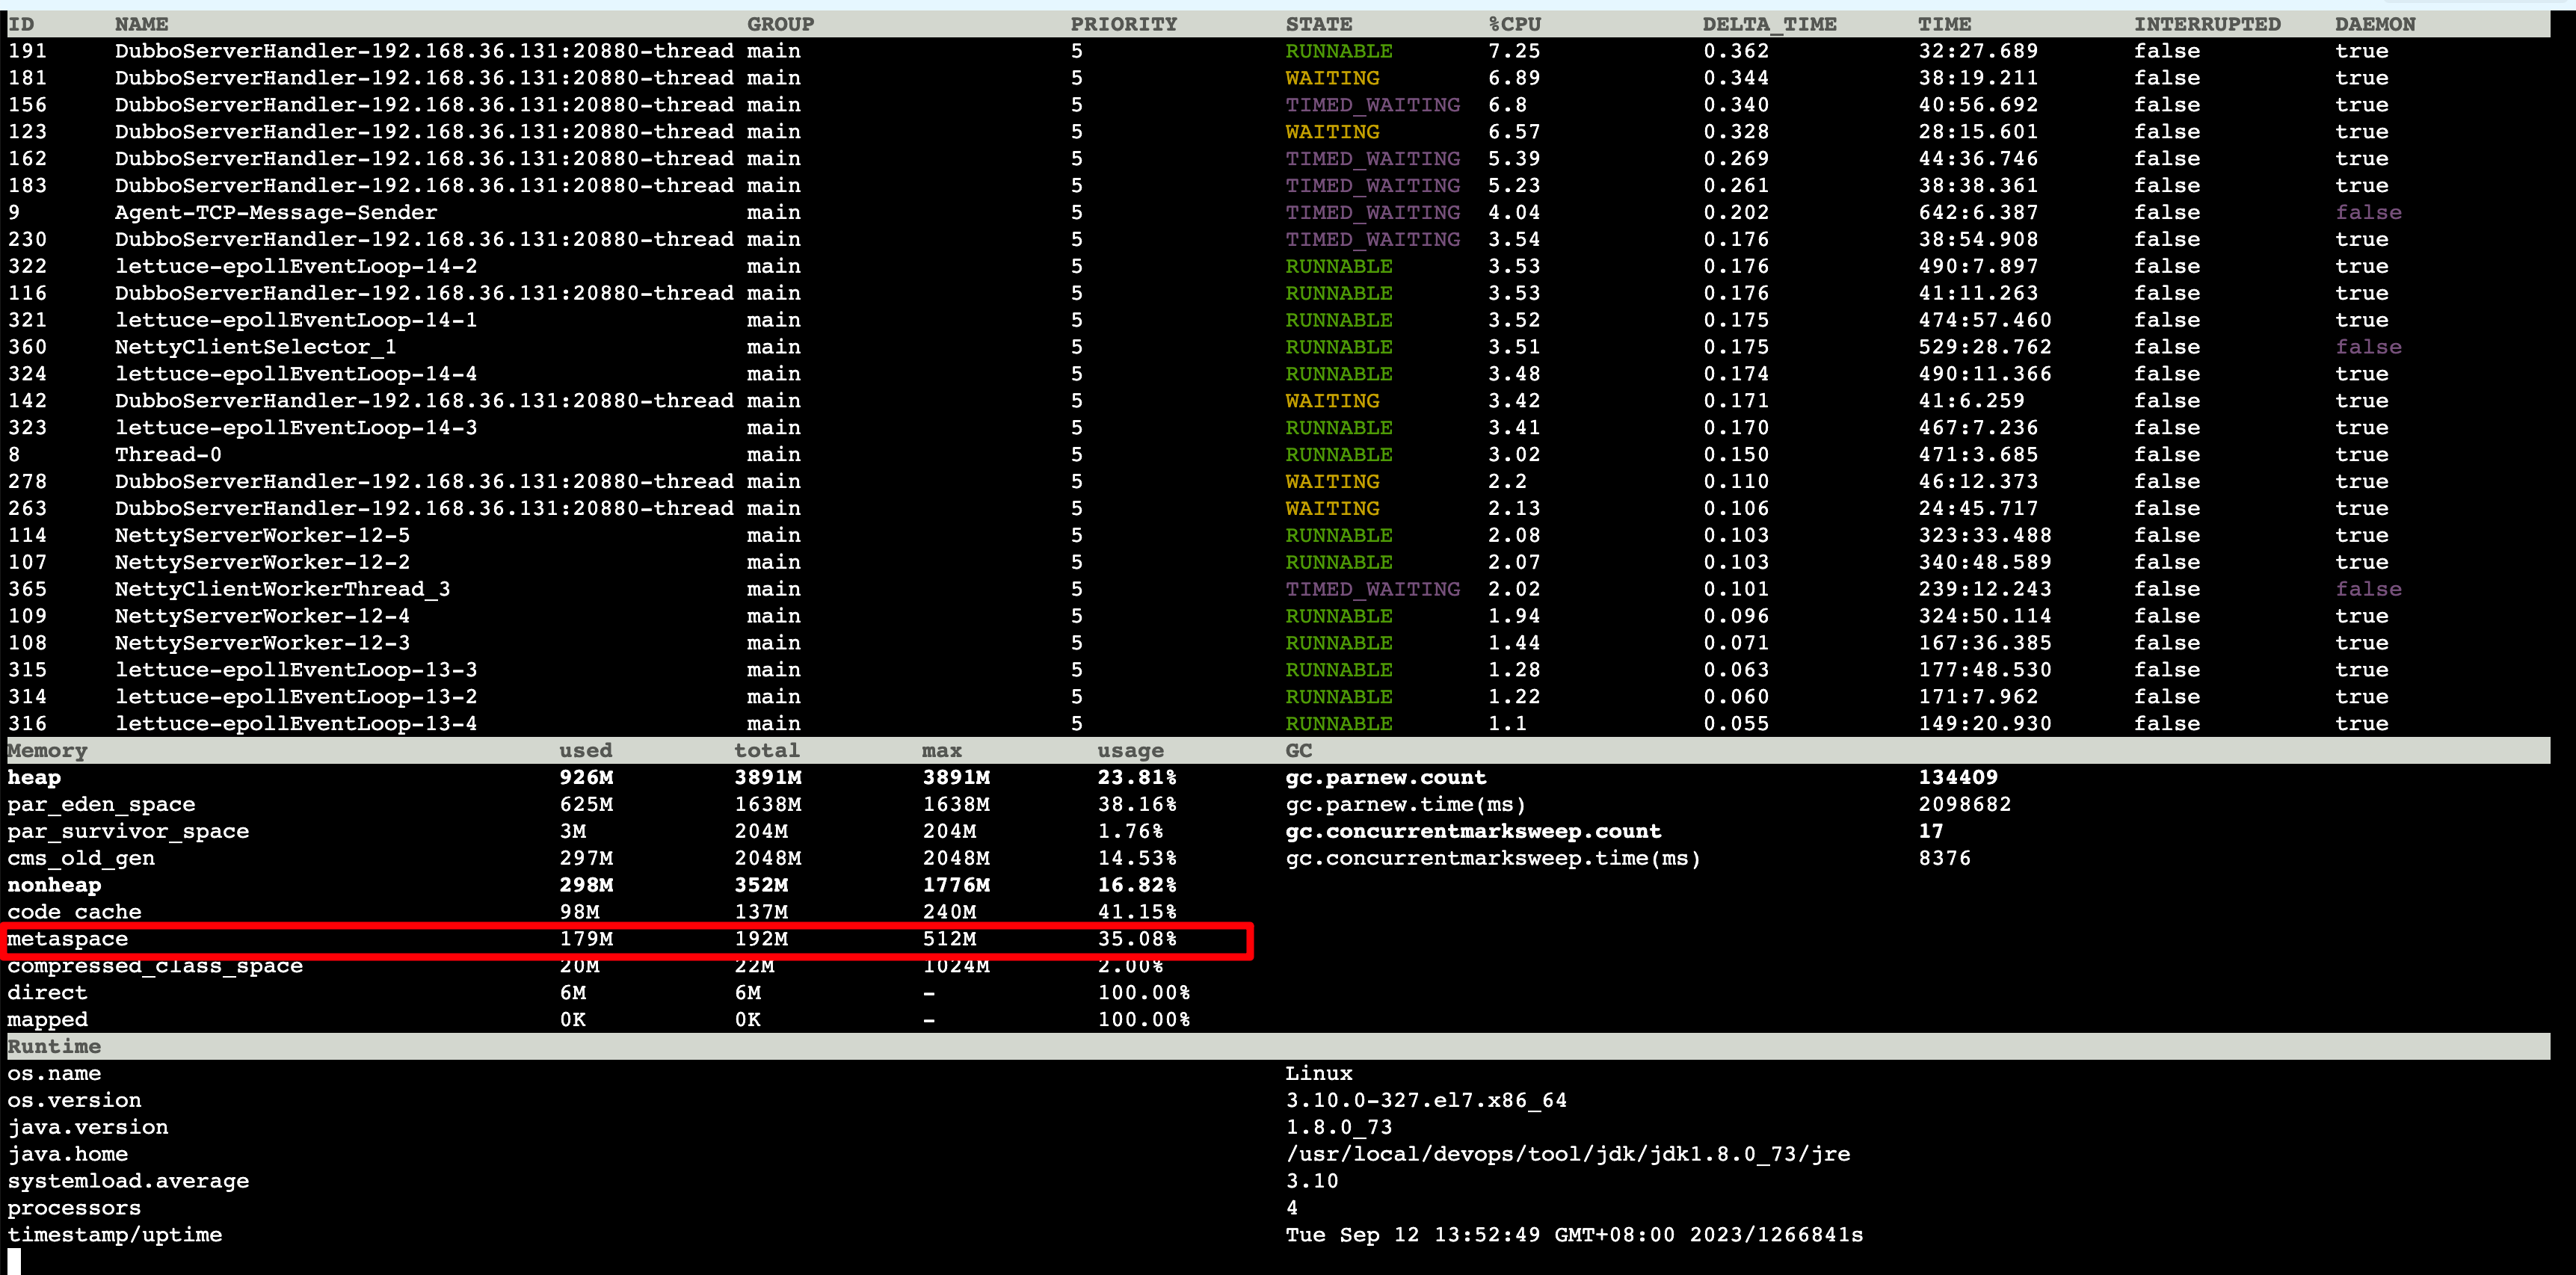 ID NAME GROUP PRIORITY STATE %CPU DELTA_TIME TIME INTERRUPTED DAEMON
191 DubboServerHandler-192.168.36.131:20880-thread main 5 RUNNABLE 7.25 0.362 32:27.689 false true
181 DubboServerHandler-192.168.36.131:20880-thread main 5 WAITING 6.89 0.344 38:19.211 false true
156 DubboServerHandler-192.168.36.131:20880-thread main 5 TIMED_WAITING 6.8 0.340 40:56.692 false true
123 DubboServerHandler-192.168.36.131:20880-thread main 5 WAITING 6.57 0.328 28:15.601 false true
162 DubboServerHandler-192.168.36.131:20880-thread main 5 TIMED_WAITING 5.39 0.269 44:36.746 false true
183 DubboServerHandler-192.168.36.131:20880-thread main 5 TIMED_WAITING 5.23 0.261 38:38.361 false true
9 Agent-TCP-Message-Sender main 5 TIMED_WAITING 4.04 0.202 642:6.387 false false
230 DubboServerHandler-192.168.36.131:20880-thread main 5 TIMED_WAITING 3.54 0.176 38:54.908 false true
322 lettuce-epollEventLoop-14-2 main 5 RUNNABLE 3.53 0.176 490:7.897 false true
116 DubboServerHandler-192.168.36.131:20880-thread main 5 RUNNABLE 3.53 0.176 41:11.263 false true
321 lettuce-epollEventLoop-14-1 main 5 RUNNABLE 3.52 0.175 474:57.460 false true
360 NettyClientSelector_1 main 5 RUNNABLE 3.51 0.175 529:28.762 false false
324 lettuce-epollEventLoop-14-4 main 5 RUNNABLE 3.48 0.174 490:11.366 false true
142 DubboServerHandler-192.168.36.131:20880-thread main 5 WAITING 3.42 0.171 41:6.259 false true
323 lettuce-epollEventLoop-14-3 main 5 RUNNABLE 3.41 0.170 467:7.236 false true
8 Thread-0 main 5 RUNNABLE 3.02 0.150 471:3.685 false true
278 DubboServerHandler-192.168.36.131:20880-thread main 5 WAITING 2.2 0.110 46:12.373 false true
263 DubboServerHandler-192.168.36.131:20880-thread main 5 WAITING 2.13 0.106 24:45.717 false true
114 NettyServerWorker-12-5 main 5 RUNNABLE 2.08 0.103 323:33.488 false true
107 NettyServerWorker-12-2 main 5 RUNNABLE 2.07 0.103 340:48.589 false true
365 NettyClientWorkerThread_3 main 5 TIMED_WAITING 2.02 0.101 239:12.243 false false
109 NettyServerWorker-12-4 main 5 RUNNABLE 1.94 0.096 324:50.114 false true
108 NettyServerWorker-12-3 main 5 RUNNABLE 1.44 0.071 167:36.385 false true
315 lettuce-epollEventLoop-13-3 main 5 RUNNABLE 1.28 0.063 177:48.530 false true
314 lettuce-epollEventLoop-13-2 main 5 RUNNABLE 1.22 0.060 171:7.962 false true
316 lettuce-epollEventLoop-13-4 main 5 RUNNABLE 1.1 0.055 149:20.930 false true
Memory used total max usage GC
heap 926M 3891M 3891M 23.81% gc.parnew.count 134409
par_eden_space 625M 1638M 1638M 38.16% gc.parnew.time(ms) 2098682
par_survivor_space 3M 204M 204M 1.76% gc.concurrentmarksweep.count 17
cms_old_gen 297M 2048M 2048M 14.53% gc.concurrentmarksweep.time(ms) 8376
nonheap 298M 352M 1776M 16.82%
code_cache 98M 137M 240M 41.15%
metaspace 179M 192M 512M 35.08%
compressed_class_space 20M 22M 1024M 2.00%
direct 6M 6M - 100.00%
mapped 0K 0K - 100.00%
Runtime
os.name Linux
os.version 3.10.0-327.el7.x86_64
java.version 1.8.0_73
java.home /usr/local/devops/tool/jdk/jdk1.8.0_73/jre
systemload.average 3.10
processors 4
timestamp/uptime Tue Sep 12 13:52:49 GMT+08:00 2023/1266841s